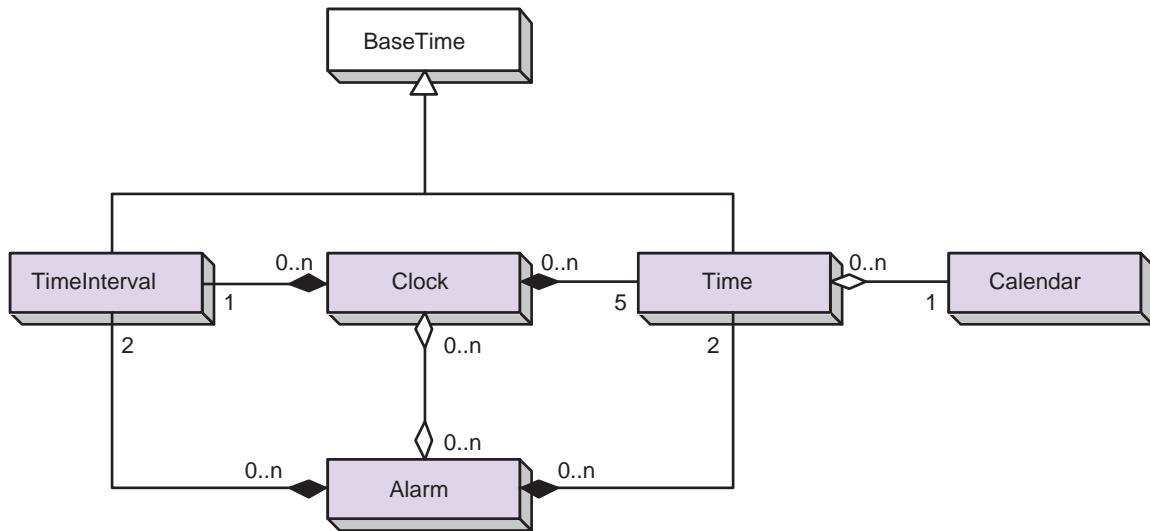 BaseTime
TimeInterval
0..n
Clock
0..n
Time
0..n
Calendar
1
5
1
2
0..n
2
0..n
0..n
Alarm
0..n